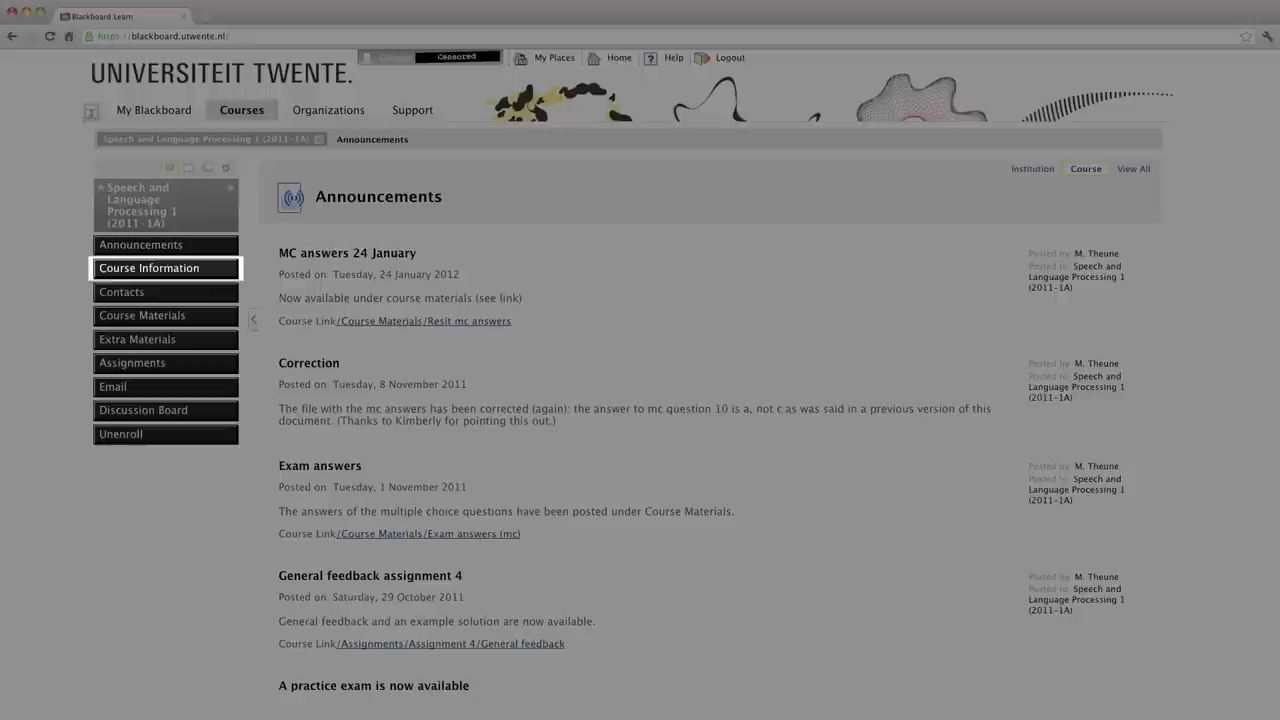 Blackboard Learn
https://blackboard.utwente.nl/
UNIVERSITEIT TWENTE.
Censored
My Places
Home
Help
Logout
My Blackboard
Courses
Organizations
Support
Speech and Language Processing 1 (2011-1A)
Announcements
Speech and
Language
Processing 1
(2011-1A)
Announcements
Course Information
Contacts
Course Materials
Extra Materials
Assignments
Email
Discussion Board
Unenroll
Institution
Course
View All
Announcements
MC answers 24 January
Posted on: Tuesday, 24 January 2012
Now available under course materials (see link)
Course Link/Course Materials/Resit mc answers
Posted by: M. Theune
Posted to: Speech and
Language Processing 1
(2011-1A)
Correction
Posted on: Tuesday, 8 November 2011
The file with the mc answers has been corrected (again): the answer to mc question 10 is a, not c as was said in a previous version of this
document. (Thanks to Kimberly for pointing this out.)
Posted by: M. Theune
Posted to: Speech and
Language Processing 1
(2011-1A)
Exam answers
Posted on: Tuesday, 1 November 2011
The answers of the multiple choice questions have been posted under Course Materials.
Course Link/Course Materials/Exam answers (mc)
Posted by: M. Theune
Posted to: Speech and
Language Processing 1
(2011-1A)
General feedback assignment 4
Posted on: Saturday, 29 October 2011
General feedback and an example solution are now available.
Course Link/Assignments/Assignment 4/General feedback
Posted by: M. Theune
Posted to: Speech and
Language Processing 1
(2011-1A)
A practice exam is now available